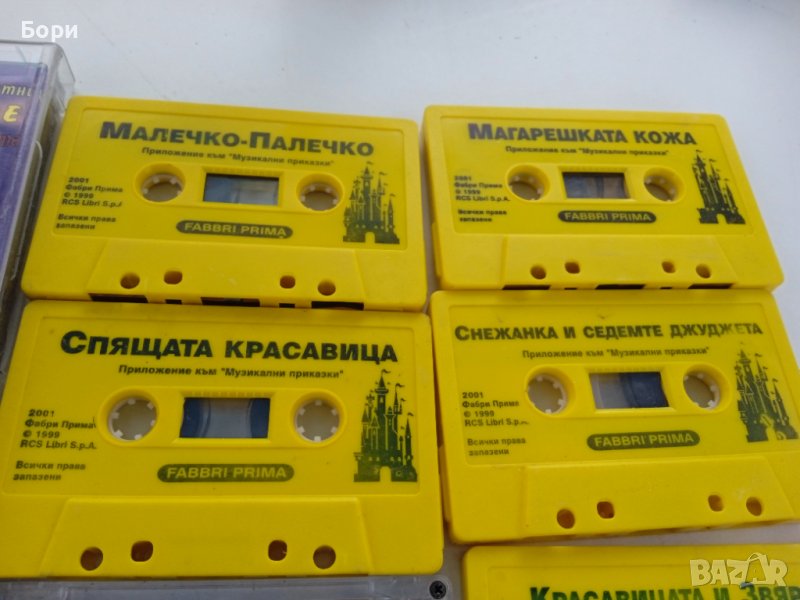 Бори
Малечко-Палечко
Приложение към "Музикални приказки"
2001
Фабри Прима
© 1999
RCS Libri S.p.A
Всички права
запазени
FABBRI PRIMA
Магарешката кожа
Приложение към "Музикални приказки"
2001
Фабри Прима
© 1999
RCS Libri S.p.A.
Всички права
запазени
FABBRI PRIMA
Спящата красавица
Приложение към "Музикални приказки"
2001
Фабри Прима
© 1999
RCS Libri S.p.A.
Всички права
запазени
FABBRI PRIMA
Снежанка и седемте джуджета
Приложение към "Музикални приказки"
2001
Фабри Прима
© 1999
RCS Libri S.p.A.
Всички права
запазени
FABBRI PRIMA
Красавицата и Звяр
BAZAR